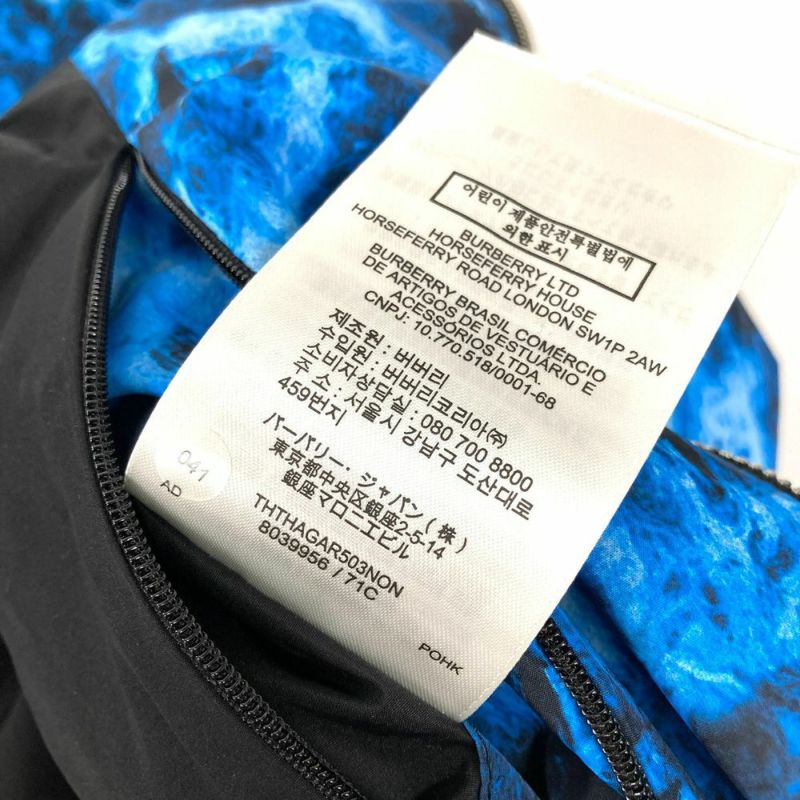 어린이 제품안전특별법에
의한 표시
BURBERRY LTD
HORSEFERRY HOUSE
HORSEFERRY ROAD LONDON SW1P 2AW
BURBERRY BRASIL COMÉRCIO
DE ARTIGOS DE VESTUÁRIO E
ACESSÓRIOS LTDA.
CNPJ: 10.770.518/0001-68
제조원 : 버버리
수입원 : 버버리코리아(주)
소비자상담실 : 080 700 8800
주 소 : 서울시 강남구 도산대로
459번지
バーバリー・ジャパン(株)
東京都中央区銀座2-5-14
銀座マロニエビル
THTHAGAR503NON
8039956 / 71C
041
AD
POHK